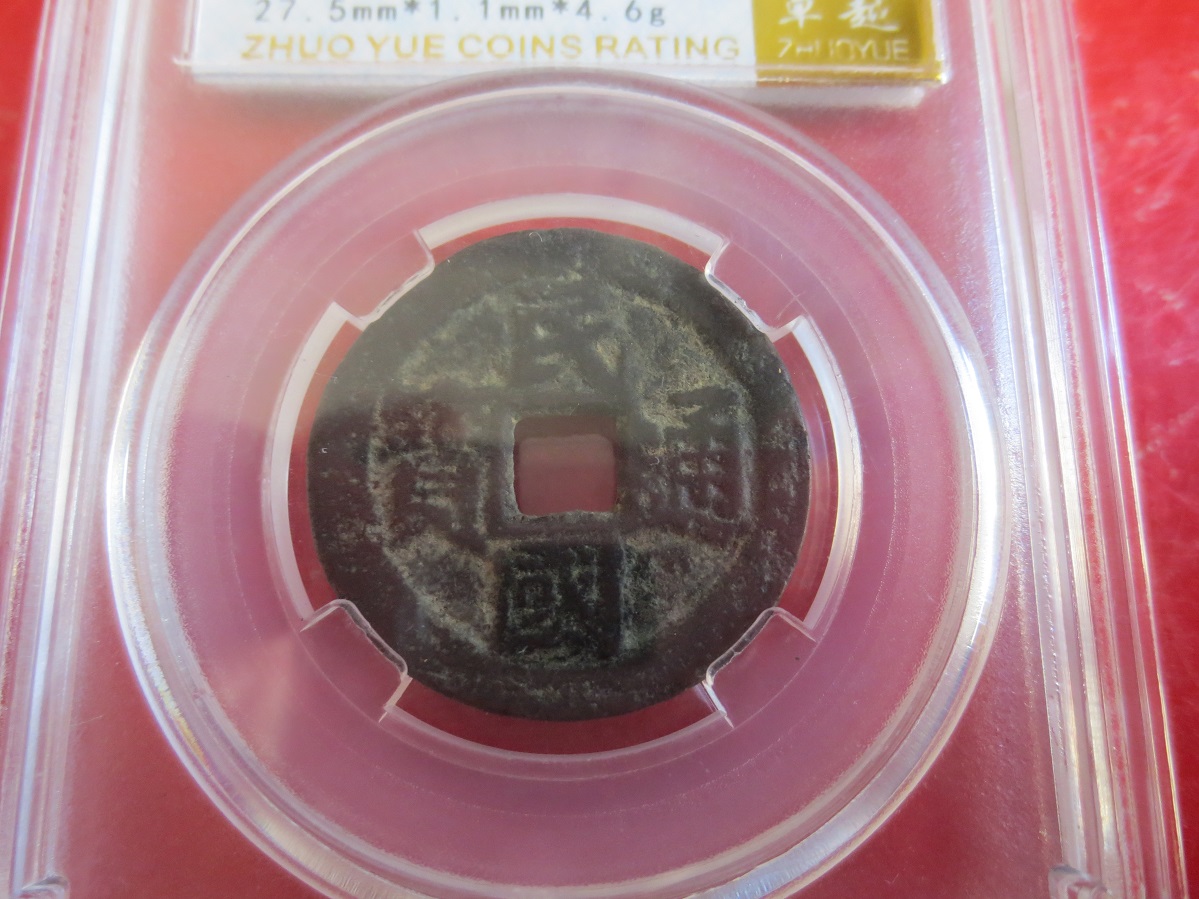 27.5mm*1.1mm*4.6g
卓越
ZHUO YUE COINS RATING
ZHUOYUE
民
國
通
寶